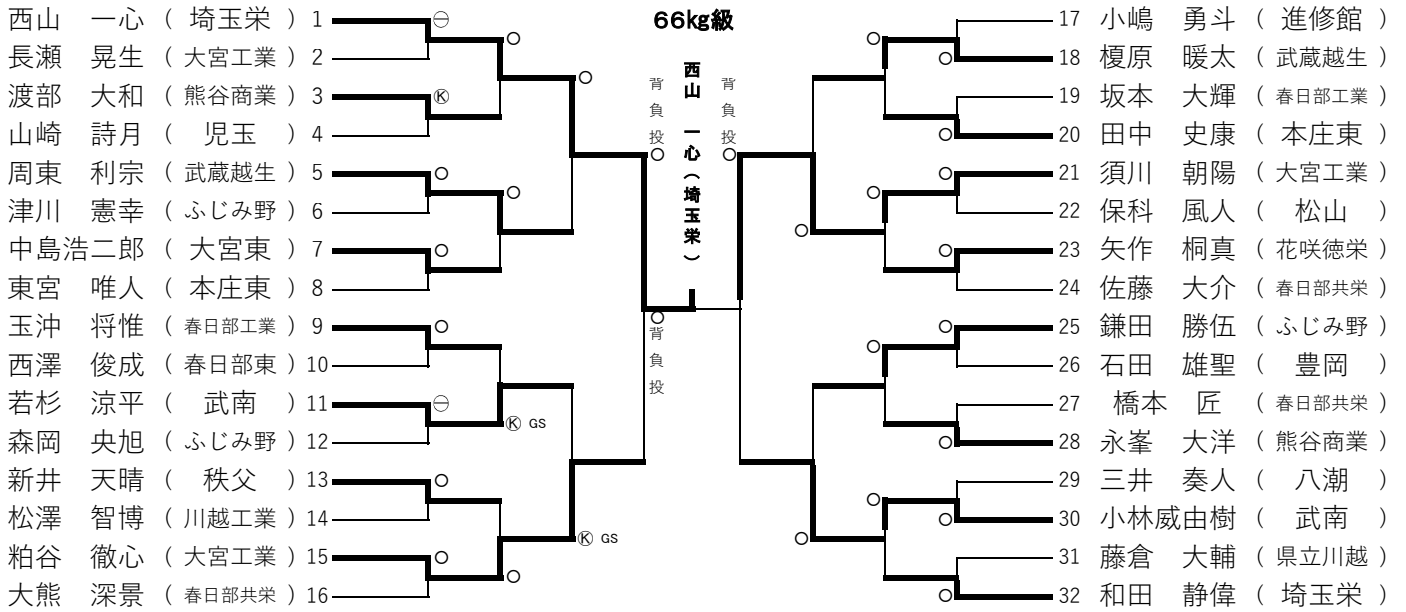 66kg級
西山　一心 （ 埼玉栄 ） 1 ㊀
○
長瀬　晃生 （ 大宮工業 ） 2
○
渡部　大和 （ 熊谷商業 ） 3 Ⓚ
山崎　詩月 （ 児玉 ） 4
周東　利宗 （ 武蔵越生 ） 5 ○
○
津川　憲幸 （ ふじみ野 ） 6
中島浩二郎 （ 大宮東 ） 7 ○
東宮　唯人 （ 本庄東 ） 8
玉沖　将惟 （ 春日部工業 ） 9 ○
西澤　俊成 （ 春日部東 ） 10
若杉　涼平 （ 武南 ） 11 ㊀
Ⓚ GS
森岡　央旭 （ ふじみ野 ） 12
新井　天晴 （ 秩父 ） 13 ○
松澤　智博 （ 川越工業 ） 14
Ⓚ GS
粕谷　徹心 （ 大宮工業 ） 15 ○
○
大熊　深景 （ 春日部共栄 ） 16
背負投
○
西山　一心（埼玉栄）
背負投
○
○
背負投
17 小嶋　勇斗 （ 進修館 ）
○
○ 18 榎原　暖太 （ 武蔵越生 ）
19 坂本　大輝 （ 春日部工業 ）
○ 20 田中　史康 （ 本庄東 ）
○ 21 須川　朝陽 （ 大宮工業 ）
○
22 保科　風人 （ 松山 ）
○
○ 23 矢作　桐真 （ 花咲徳栄 ）
24 佐藤　大介 （ 春日部共栄 ）
○ 25 鎌田　勝伍 （ ふじみ野 ）
○
26 石田　雄聖 （ 豊岡 ）
27 橋本　匠 （ 春日部共栄 ）
○ 28 永峯　大洋 （ 熊谷商業 ）
29 三井　奏人 （ 八潮 ）
○
○ 30 小林威由樹 （ 武南 ）
○
31 藤倉　大輔 （ 県立川越 ）
○ 32 和田　静偉 （ 埼玉栄 ）